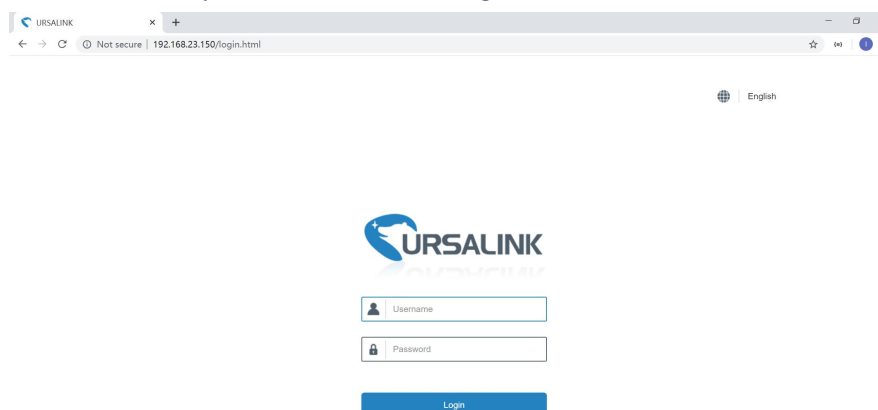 URSALINK
Not secure | 192.168.23.150/login.html
English
URSALINK
Username
Password
Login